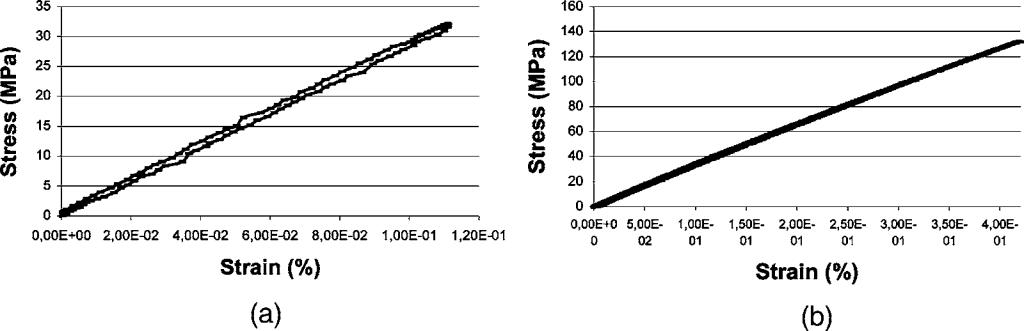 35
30
25
20
15
10
5
0
Stress (MPa)
0,00E+00 2,00E-02 4,00E-02 6,00E-02 8,00E-02 1,00E-01 1,20E-01
Strain (%)
(a)
160
140
120
100
80
60
40
20
0
Stress (MPa)
0,00E+0 5,00E- 1,00E- 1,50E- 2,00E- 2,50E- 3,00E- 3,50E- 4,00E-
0 02 01 01 01 01 01 01 01
Strain (%)
(b)